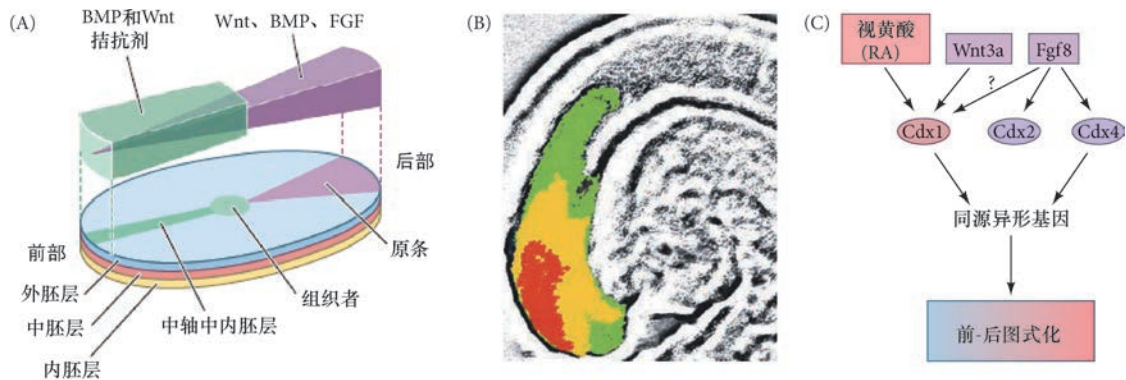 (A)
BMP和Wnt
拮抗剂
Wnt、BMP、FGF
后部
前部
原条
外胚层
组织者
中胚层
中轴中内胚层
内胚层
(B)
(C)
视黄酸
(RA)
Wnt3a
Fgf8
?
Cdx1
Cdx2
Cdx4
同源异形基因
前-后图式化